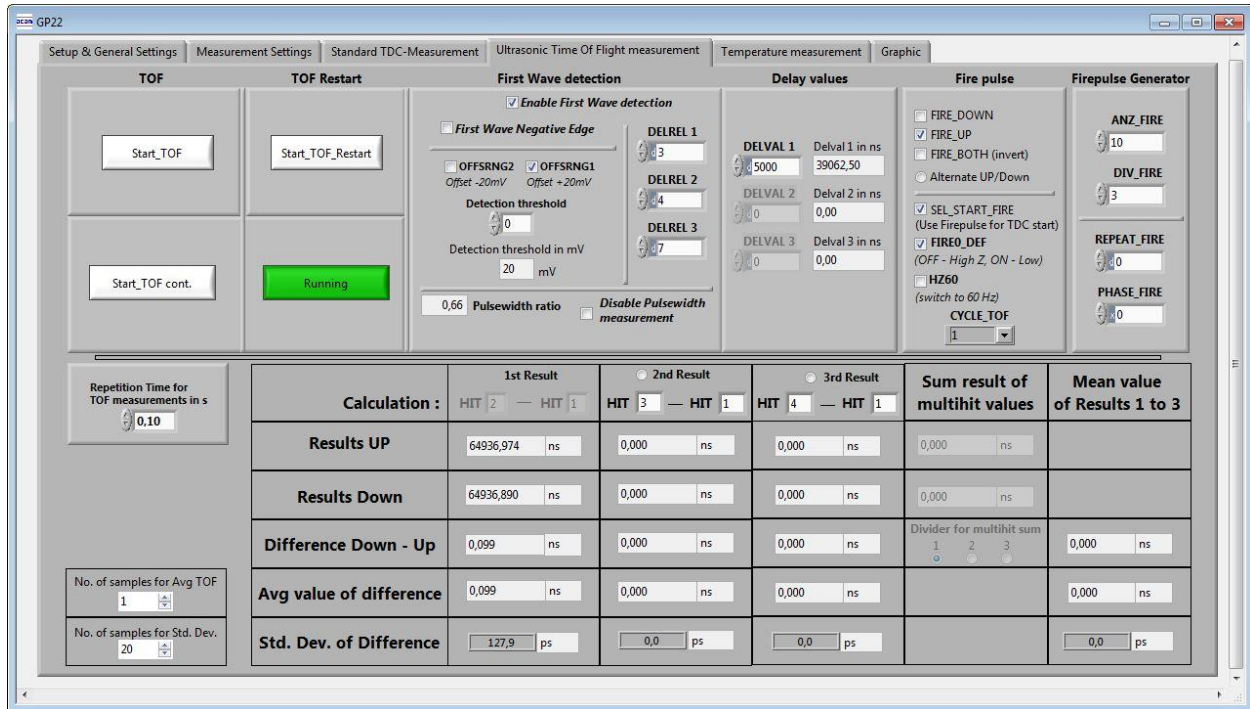 acam GP22
Setup & General Settings Measurement Settings Standard TDC-Measurement Ultrasonic Time Of Flight measurement Temperature measurement Graphic
TOF TOF Restart First Wave detection Delay values Fire pulse Firepulse Generator
Start_TOF
Start_TOF cont.
Start_TOF_Restart
Running
Enable First Wave detection
First Wave Negative Edge
OFFSRNG2 OFFSRNG1
Offset -20mV Offset +20mV
Detection threshold
0
Detection threshold in mV
20 mV
0,66 Pulsewidth ratio
Disable Pulsewidth
measurement
DELREL 1
d 3
DELREL 2
d 4
DELREL 3
d 7
DELVAL 1 Delval 1 in ns
d 5000 39062,50
DELVAL 2 Delval 2 in ns
d 0 0,00
DELVAL 3 Delval 3 in ns
d 0 0,00
FIRE_DOWN
FIRE_UP
FIRE_BOTH (invert)
Alternate UP/Down
SEL_START_FIRE
(Use Firepulse for TDC start)
FIRE0_DEF
(OFF - High Z, ON - Low)
HZ60
(switch to 60 Hz)
CYCLE_TOF
1
ANZ_FIRE
10
DIV_FIRE
3
REPEAT_FIRE
d 0
PHASE_FIRE
x 0
Repetition Time for
TOF measurements in s
0,10
Calculation :
1st Result
HIT 2 — HIT 1
2nd Result
HIT 3 — HIT 1
3rd Result
HIT 4 — HIT 1
Sum result of
multihit values
Mean value
of Results 1 to 3
Results UP 64936,974 ns 0,000 ns 0,000 ns 0,000 ns
Results Down 64936,890 ns 0,000 ns 0,000 ns 0,000 ns
Divider for multihit sum
1 2 3
Difference Down - Up 0,099 ns 0,000 ns 0,000 ns 0,000 ns
No. of samples for Avg TOF
1
Avg value of difference 0,099 ns 0,000 ns 0,000 ns 0,000 ns
No. of samples for Std. Dev.
20
Std. Dev. of Difference 127,9 ps 0,0 ps 0,0 ps 0,0 ps